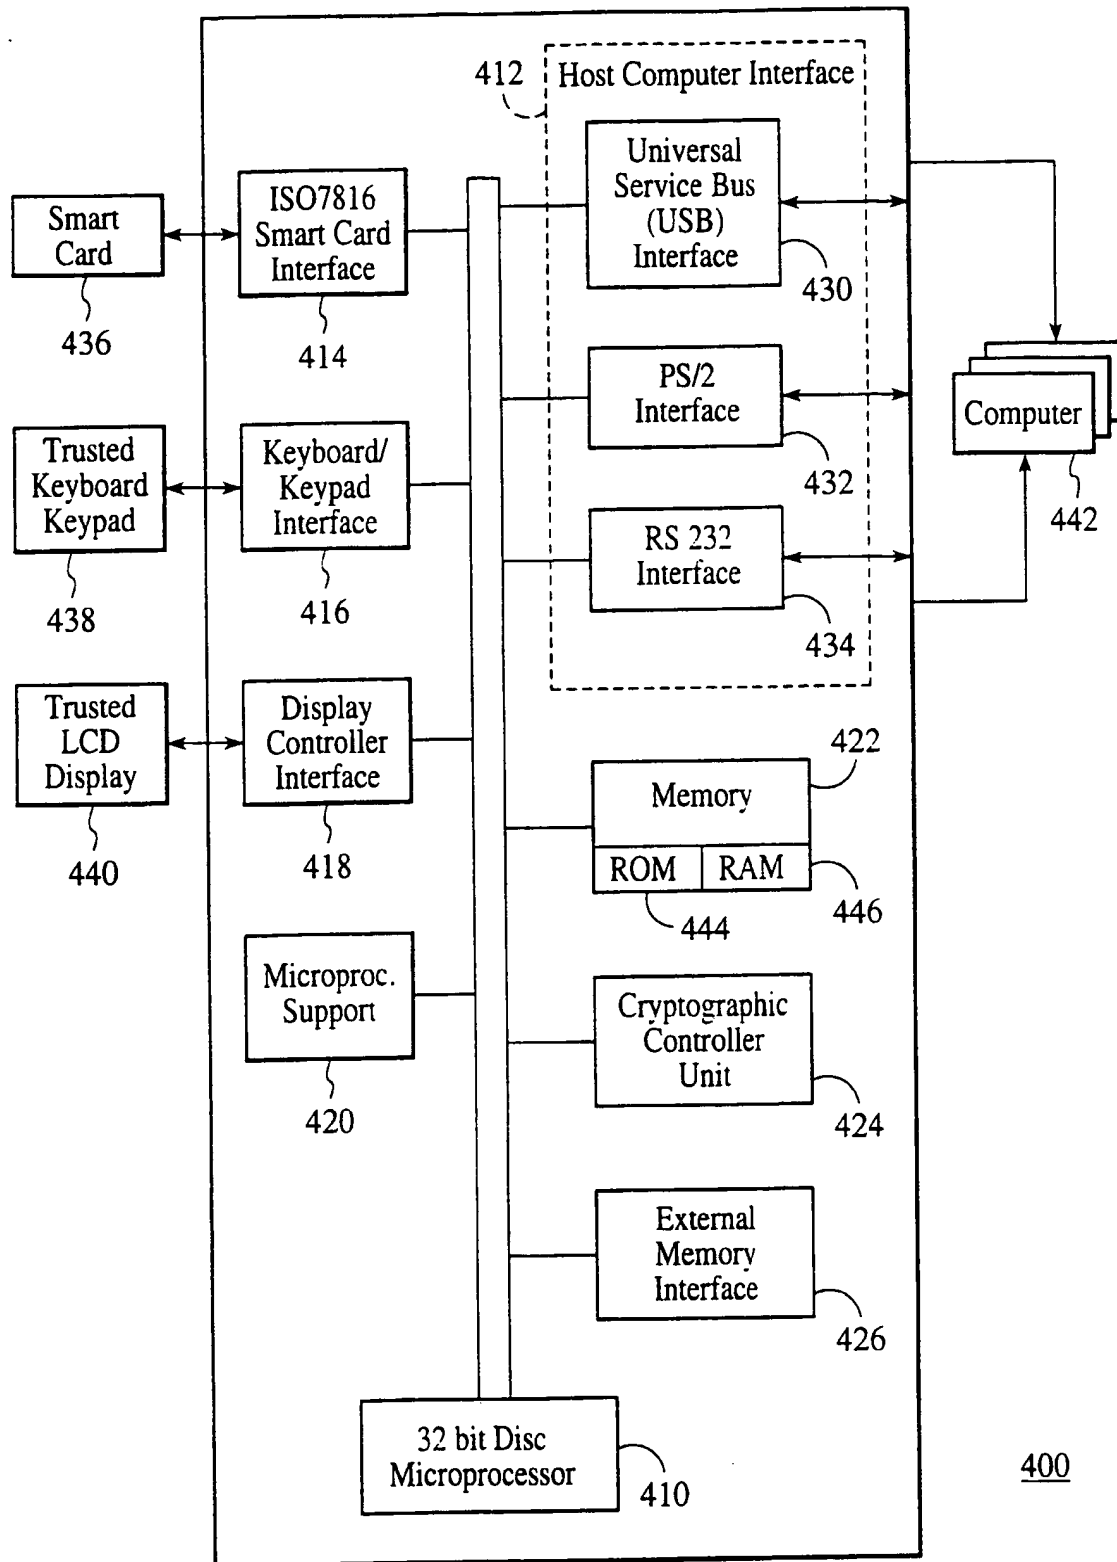 412
Host Computer Interface
Universal
Service Bus
(USB)
Interface
430
Smart
Card
436
ISO7816
Smart Card
Interface
414
PS/2
Interface
432
Computer
442
Trusted
Keyboard
Keypad
438
Keyboard/
Keypad
Interface
416
RS 232
Interface
434
Trusted
LCD
Display
440
Display
Controller
Interface
418
422
Memory
ROM
RAM
444
446
Microproc.
Support
420
Cryptographic
Controller
Unit
424
External
Memory
Interface
426
32 bit Disc
Microprocessor
410
400